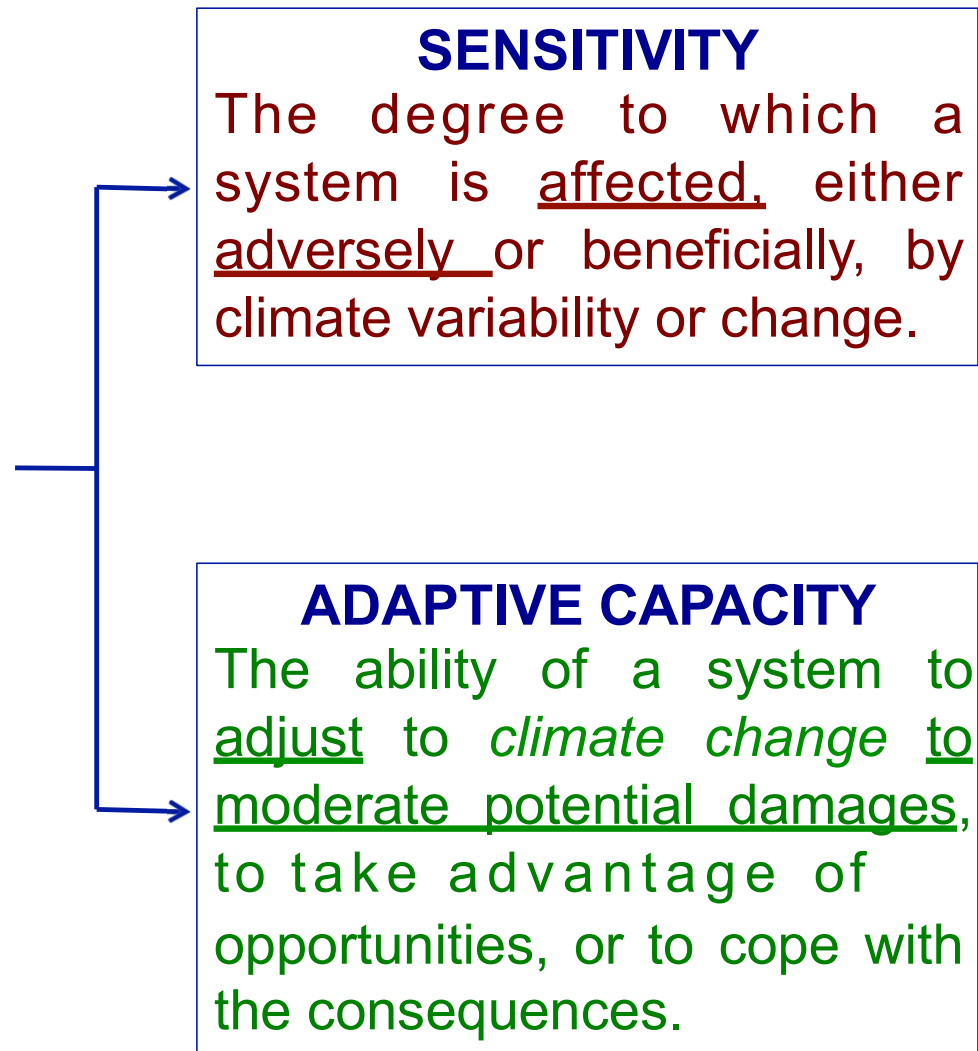 SENSITIVITY
The degree to which a
system is affected, either
adversely or beneficially, by
climate variability or change.
ADAPTIVE CAPACITY
The ability of a system to
adjust to climate change to
moderate potential damages,
to take advantage of
opportunities, or to cope with
the consequences.